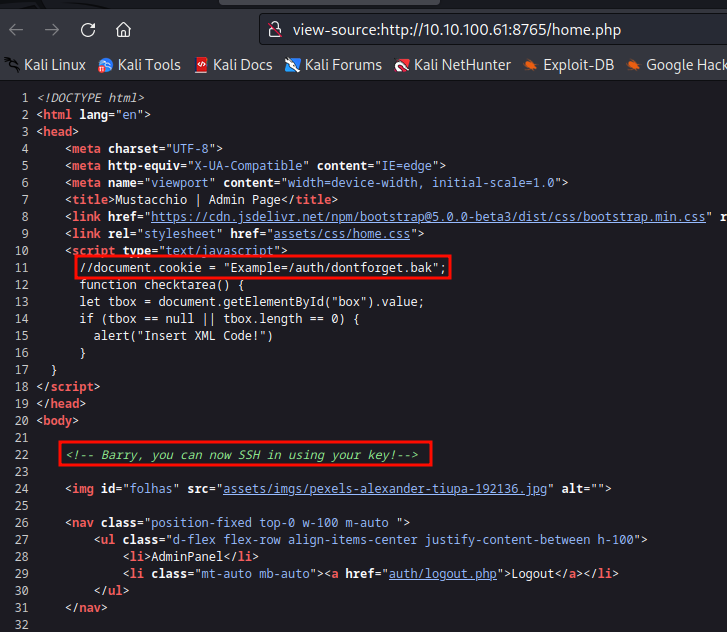 view-source:http://10.10.100.61:8765/home.php
Kali Linux Kali Tools Kali Docs Kali Forums Kali NetHunter Exploit-DB Google Hack
1 <!DOCTYPE html>
2 <html lang="en">
3 <head>
4 <meta charset="UTF-8">
5 <meta http-equiv="X-UA-Compatible" content="IE=edge">
6 <meta name="viewport" content="width=device-width, initial-scale=1.0">
7 <title>Mustacchio | Admin Page</title>
8 <link href="https://cdn.jsdelivr.net/npm/bootstrap@5.0.0-beta3/dist/css/bootstrap.min.css" r
9 <link rel="stylesheet" href="assets/css/home.css">
10 <script type="text/javascript">
11 //document.cookie = "Example=/auth/dontforget.bak";
12 function checktarea() {
13 let tbox = document.getElementById("box").value;
14 if (tbox == null || tbox.length == 0) {
15 alert("Insert XML Code!")
16 }
17 }
18 </script>
19 </head>
20 <body>
21
22 <!-- Barry, you can now SSH in using your key!-->
23
24 <img id="folhas" src="assets/imgs/pexels-alexander-tiupa-192136.jpg" alt="">
25
26 <nav class="position-fixed top-0 w-100 m-auto ">
27 <ul class="d-flex flex-row align-items-center justify-content-between h-100">
28 <li>AdminPanel</li>
29 <li class="mt-auto mb-auto"><a href="auth/logout.php">Logout</a></li>
30 </ul>
31 </nav>
32